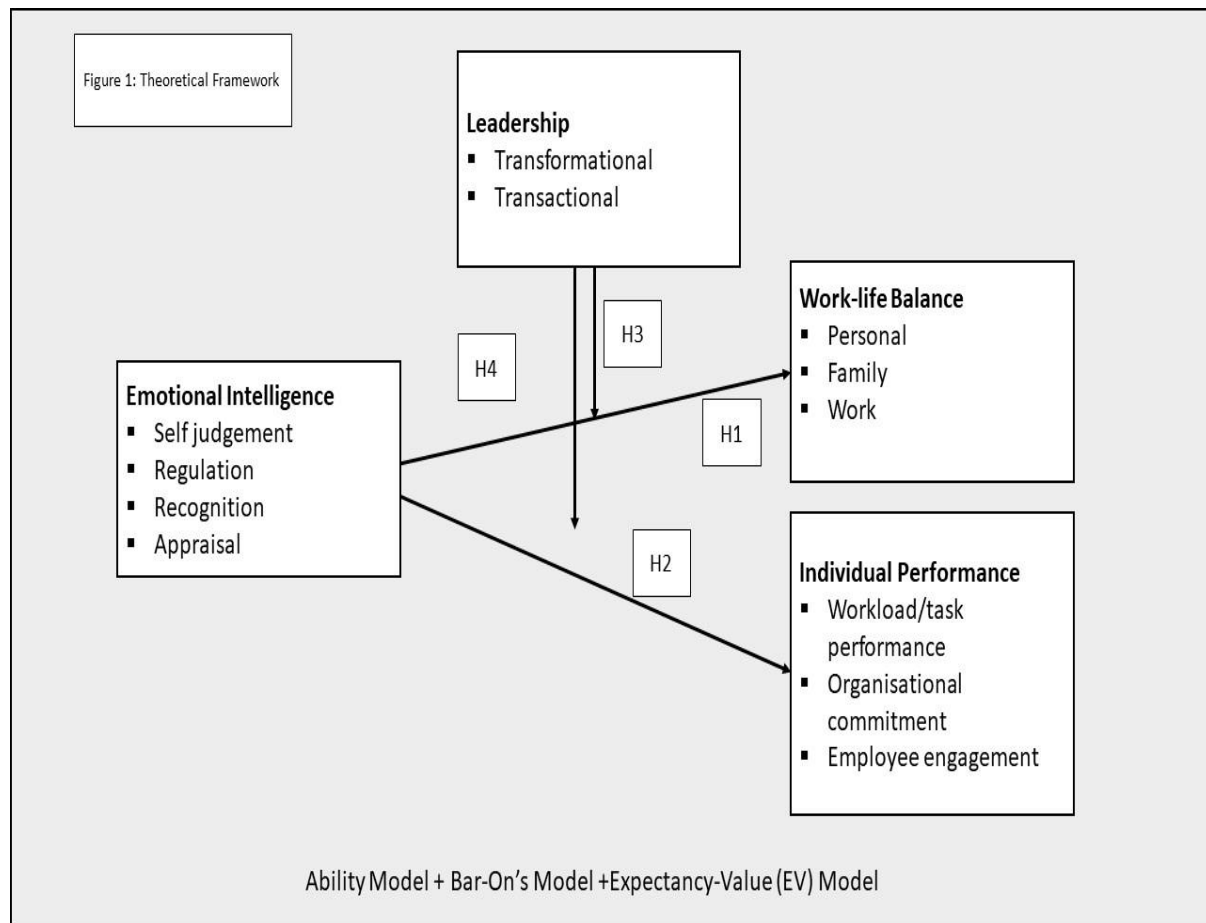 Figure 1: Theoretical Framework
Leadership
▪ Transformational
▪ Transactional
Work-life Balance
▪ Personal
▪ Family
▪ Work
H3
H4
Emotional Intelligence
▪ Self judgement
▪ Regulation
▪ Recognition
▪ Appraisal
H1
H2
Individual Performance
▪ Workload/task
performance
▪ Organisational
commitment
▪ Employee engagement
Ability Model + Bar-On's Model +Expectancy-Value (EV) Model